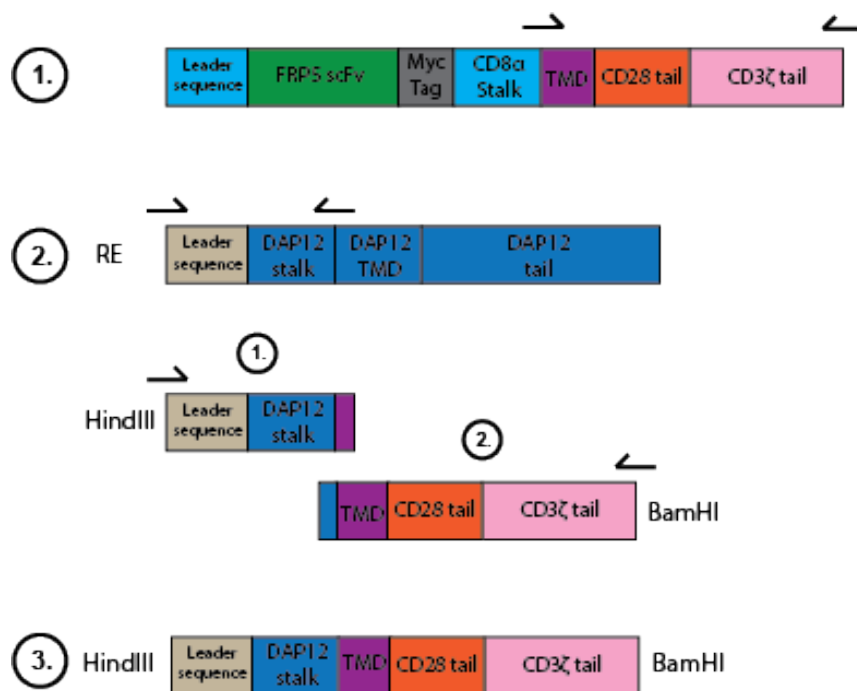 1.
Leader
sequence
FRP5 scFv
Myc
Tag
CD8α
Stalk
TMD
CD28 tail
CD3ζ tail
2.
RE
Leader
sequence
DAP12
stalk
DAP12
TMD
DAP12
tail
1.
HindIII
Leader
sequence
DAP12
stalk
2.
TMD
CD28 tail
CD3ζ tail
BamHI
3.
HindIII
Leader
sequence
DAP12
stalk
TMD
CD28 tail
CD3ζ tail
BamHI